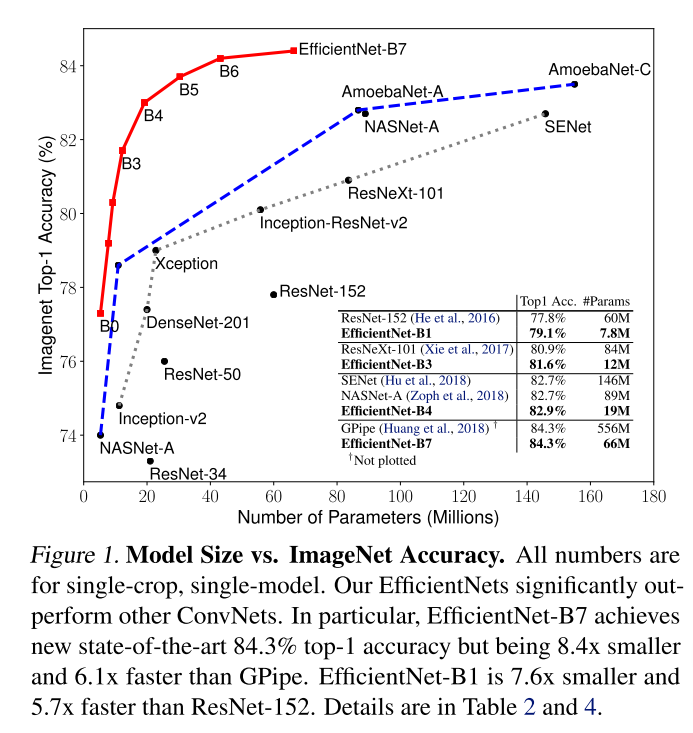 84
82
80
78
76
74
0
20
40
60
80
100
120
140
160
180
Imagenet Top-1 Accuracy (%)
Number of Parameters (Millions)
EfficientNet-B7
B6
B5
B4
B3
B0
AmoebaNet-C
AmoebaNet-A
NASNet-A
SENet
ResNeXt-101
Inception-ResNet-v2
Xception
ResNet-152
DenseNet-201
ResNet-50
Inception-v2
NASNet-A
ResNet-34
Top1 Acc. #Params
ResNet-152 (He et al., 2016) 77.8% 60M
EfficientNet-B1 79.1% 7.8M
ResNeXt-101 (Xie et al., 2017) 80.9% 84M
EfficientNet-B3 81.6% 12M
SENet (Hu et al., 2018) 82.7% 146M
NASNet-A (Zoph et al., 2018) 82.7% 89M
EfficientNet-B4 82.9% 19M
GPipe (Huang et al., 2018) † 84.3% 556M
EfficientNet-B7 84.3% 66M
†Not plotted
Figure 1. Model Size vs. ImageNet Accuracy. All numbers are
for single-crop, single-model. Our EfficientNets significantly out-
perform other ConvNets. In particular, EfficientNet-B7 achieves
new state-of-the-art 84.3% top-1 accuracy but being 8.4x smaller
and 6.1x faster than GPipe. EfficientNet-B1 is 7.6x smaller and
5.7x faster than ResNet-152. Details are in Table 2 and 4.